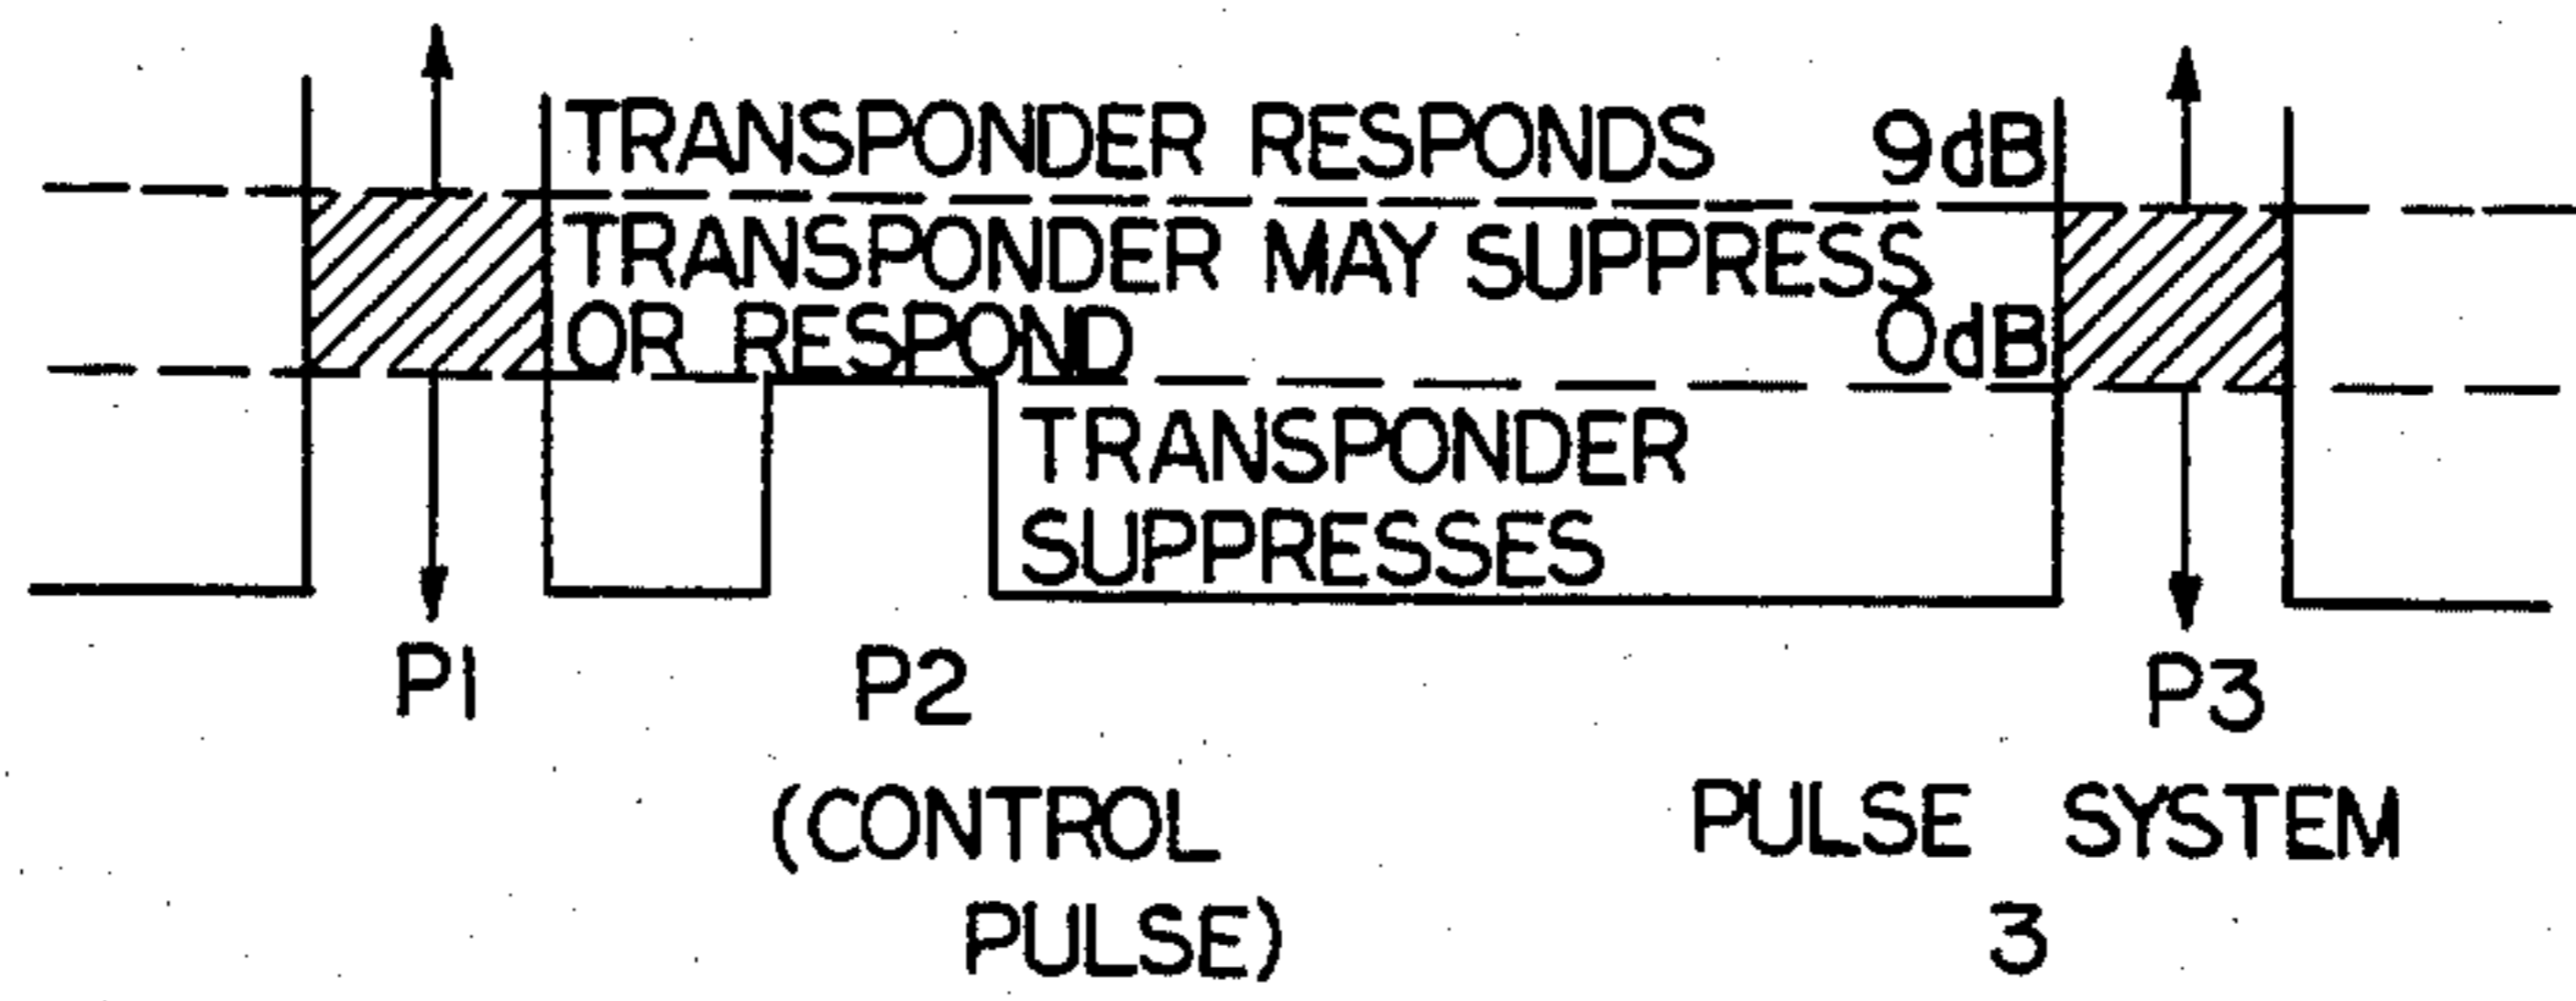 TRANSPONDER RESPONDS 9dB
TRANSPONDER MAY SUPPRESS
OR RESPOND 0dB
TRANSPONDER
SUPPRESSES
P1 P2 P3
(CONTROL
PULSE)
PULSE SYSTEM
3